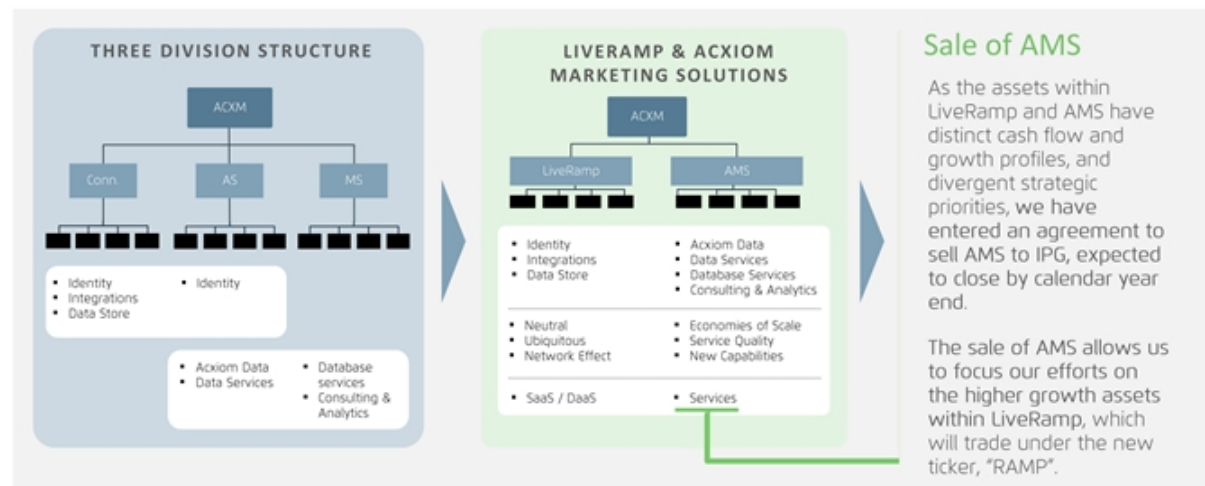 THREE DIVISION STRUCTURE
ACXM
Conn.
AS
MS
▪ Identity
▪ Integrations
▪ Data Store
▪ Identity
▪ Acxiom Data
▪ Data Services
▪ Database
services
▪ Consulting &
Analytics
LIVERAMP & ACXIOM
MARKETING SOLUTIONS
ACXM
LiveRamp
AMS
▪ Identity
▪ Integrations
▪ Data Store
▪ Acxiom Data
▪ Data Services
▪ Database Services
▪ Consulting & Analytics
▪ Neutral
▪ Ubiquitous
▪ Network Effect
▪ Economies of Scale
▪ Service Quality
▪ New Capabilities
▪ SaaS / DaaS
▪ Services
Sale of AMS
As the assets within
LiveRamp and AMS have
distinct cash flow and
growth profiles, and
divergent strategic
priorities, we have
entered an agreement to
sell AMS to IPG, expected
to close by calendar year
end.
The sale of AMS allows us
to focus our efforts on
the higher growth assets
within LiveRamp, which
will trade under the new
ticker, “RAMP”.